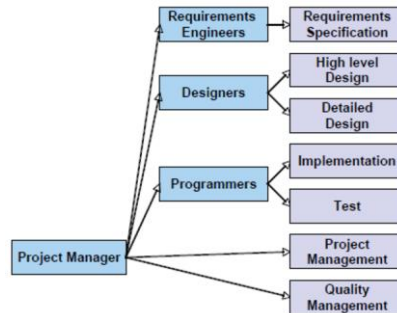 Requirements
Engineers
Requirements
Specification
High level
Design
Designers
Detailed
Design
Implementation
Programmers
Test
Project Manager
Project
Management
Quality
Management